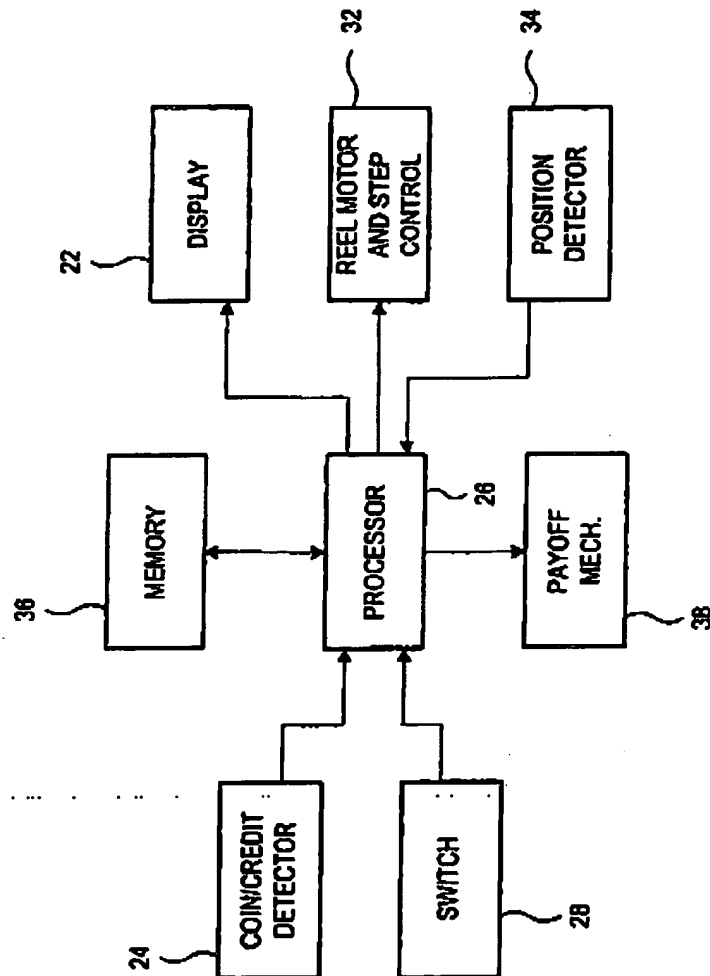 24
COIN/CREDIT
DETECTOR
SWITCH
28
36
MEMORY
PROCESSOR
26
PAYOFF
MECH.
38
22
DISPLAY
REEL MOTOR
AND STEP
CONTROL
32
POSITION
DETECTOR
34